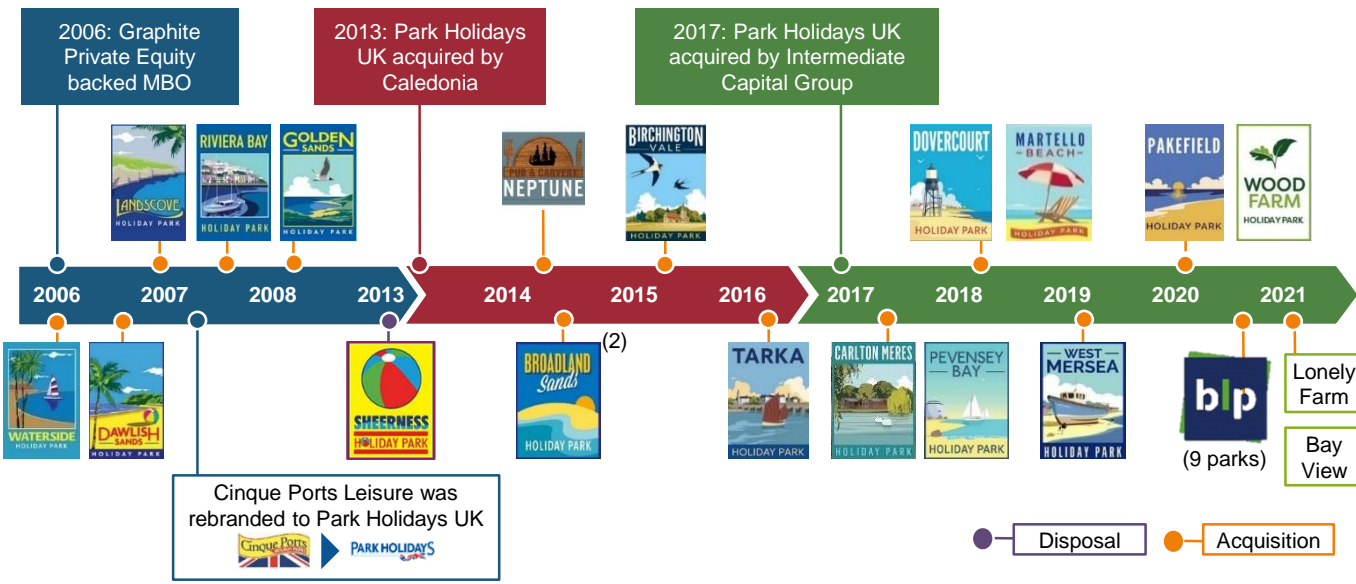 2006: Graphite
Private Equity
backed MBO
2013: Park Holidays
UK acquired by
Caledonia
2017: Park Holidays UK
acquired by Intermediate
Capital Group
LANDSCOVE
HOLIDAY PARK
RIVIERA BAY
HOLIDAY PARK
GOLDEN
SANDS
HOLIDAY PARK
PUB & CARVERY
NEPTUNE
BIRCHINGTON
VALE
HOLIDAY PARK
DOVERCOURT
HOLIDAY PARK
MARTELLO
BEACH
HOLIDAY PARK
PAKEFIELD
HOLIDAY PARK
WOOD
FARM
HOLIDAY PARK
2006
2007
2008
2013
2014
2015
2016
2017
2018
2019
2020
2021
WATERSIDE
HOLIDAY PARK
DAWLISH
SANDS
HOLIDAY PARK
SHEERNESS
HOLIDAY PARK
BROADLAND
Sands
HOLIDAY PARK
(2)
TARKA
HOLIDAY PARK
CARLTON MERES
HOLIDAY PARK
PEVENSEY
BAY
HOLIDAY PARK
WEST
MERSEA
HOLIDAY PARK
blp
(9 parks)
Lonely
Farm
Bay
View
Cinque Ports Leisure was
rebranded to Park Holidays UK
Cinque Ports
PARK HOLIDAYS
Disposal
Acquisition